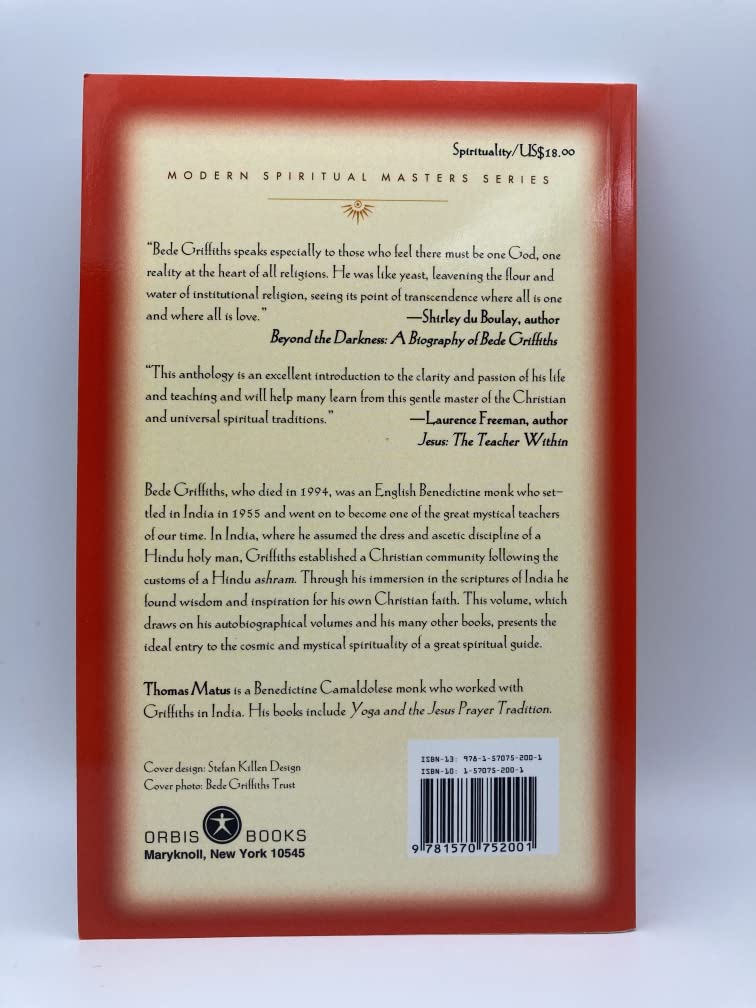 Spirituality/US$18.00
MODERN SPIRITUAL MASTERS SERIES
"Bede Griffiths speaks especially to those who feel there must be one God, one
reality at the heart of all religions. He was like yeast, leavening the flour and
water of institutional religion, seeing its point of transcendence where all is one
and where all is love."
—Shirley du Boulay, author
Beyond the Darkness: A Biography of Bede Griffiths
"This anthology is an excellent introduction to the clarity and passion of his life
and teaching and will help many learn from this gentle master of the Christian
and universal spiritual traditions."
—Laurence Freeman, author
Jesus: The Teacher Within
Bede Griffiths, who died in 1994, was an English Benedictine monk who set-
tled in India in 1955 and went on to become one of the great mystical teachers
of our time. In India, where he assumed the dress and ascetic discipline of a
Hindu holy man, Griffiths established a Christian community following the
customs of a Hindu ashram. Through his immersion in the scriptures of India he
found wisdom and inspiration for his own Christian faith. This volume, which
draws on his autobiographical volumes and his many other books, presents the
ideal entry to the cosmic and mystical spirituality of a great spiritual guide.
Thomas Matus is a Benedictine Camaldolese monk who worked with
Griffiths in India. His books include Yoga and the Jesus Prayer Tradition.
Cover design: Stefan Killen Design
Cover photo: Bede Griffiths Trust
ORBIS BOOKS
Maryknoll, New York 10545
ISBN-13: 978-1-57075-200-1
ISBN-10: 1-57075-200-1
9 781570 752001